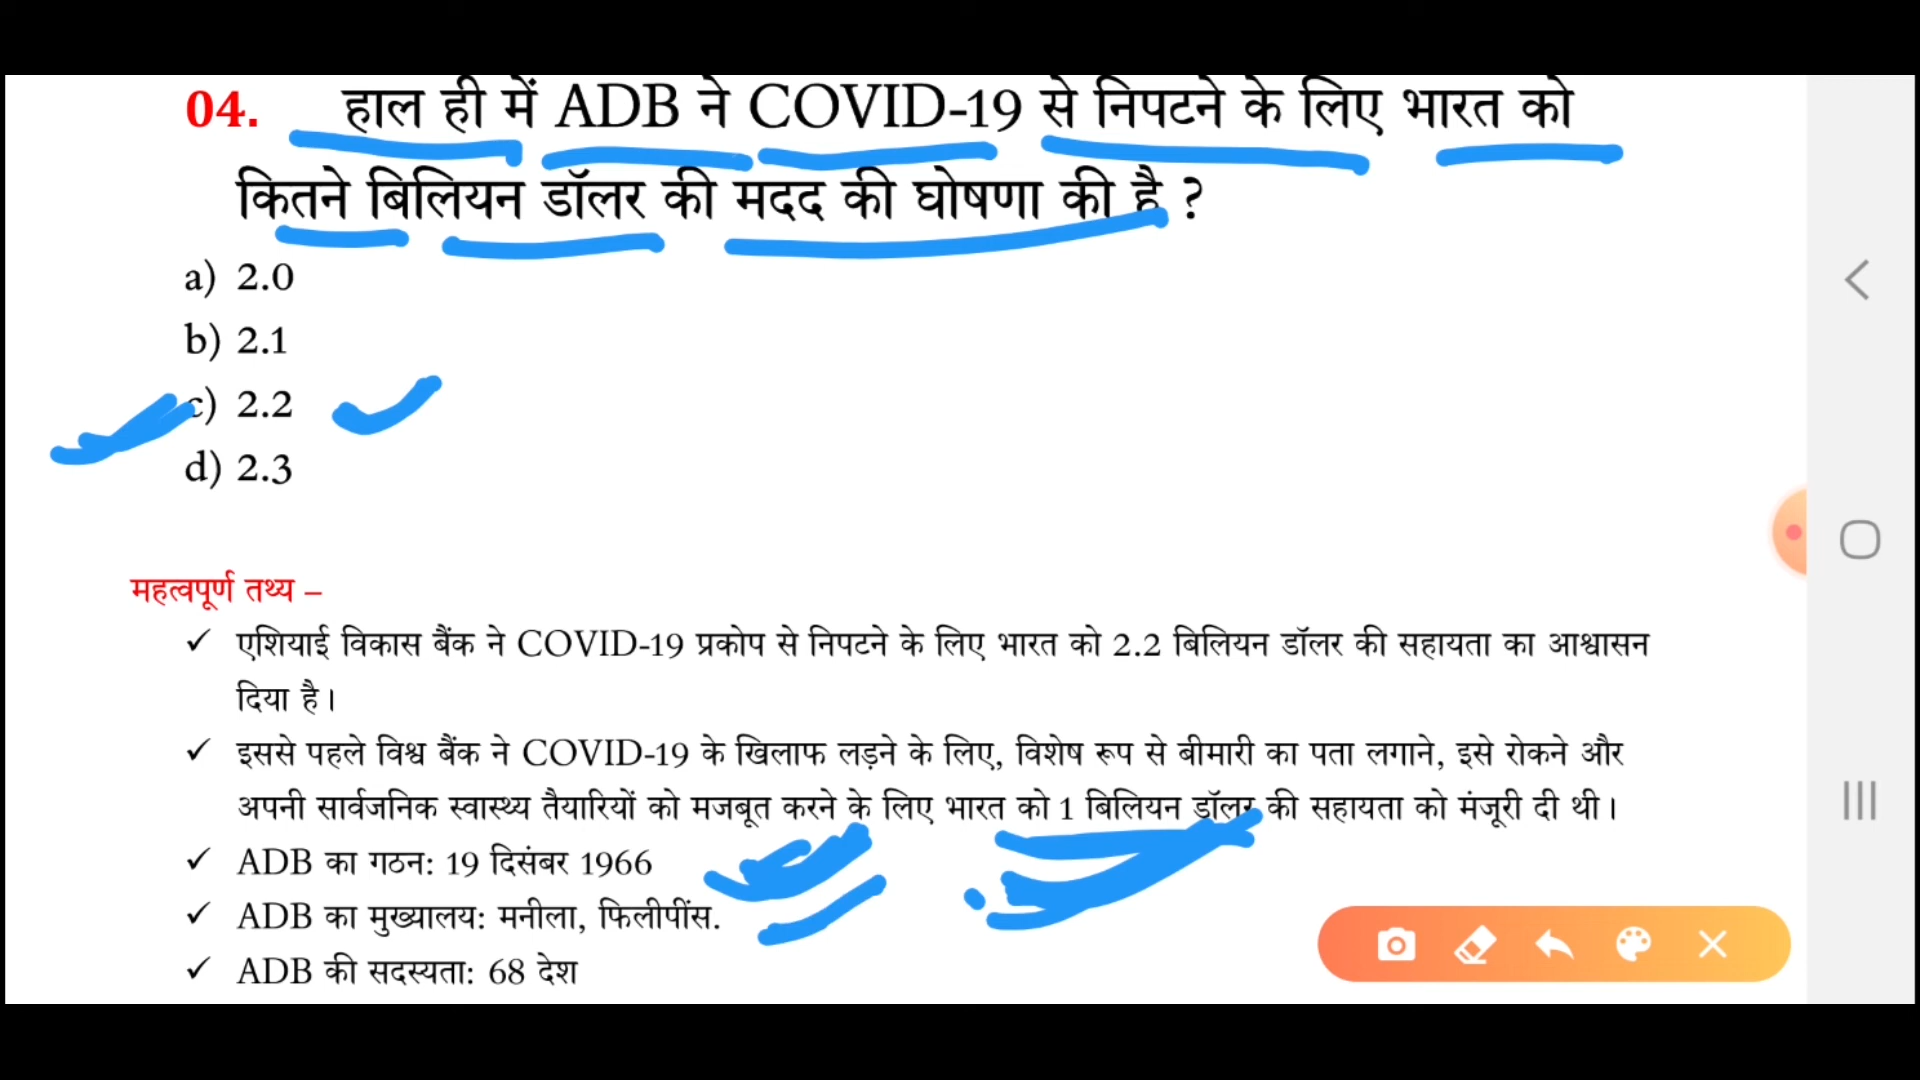 04. हाल ही में ADB ने COVID-19 से निपटने के लिए भारत को
कितने बिलियन डॉलर की मदद की घोषणा की है ?
a) 2.0
b) 2.1
c) 2.2
d) 2.3
महत्वपूर्ण तथ्य –
✓ एशियाई विकास बैंक ने COVID-19 प्रकोप से निपटने के लिए भारत को 2.2 बिलियन डॉलर की सहायता का आश्वासन
दिया है।
✓ इससे पहले विश्व बैंक ने COVID-19 के खिलाफ लड़ने के लिए, विशेष रूप से बीमारी का पता लगाने, इसे रोकने और
अपनी सार्वजनिक स्वास्थ्य तैयारियों को मजबूत करने के लिए भारत को 1 बिलियन डॉलर की सहायता को मंजूरी दी थी।
✓ ADB का गठन: 19 दिसंबर 1966
✓ ADB का मुख्यालय: मनीला, फिलीपींस.
✓ ADB की सदस्यता: 68 देश